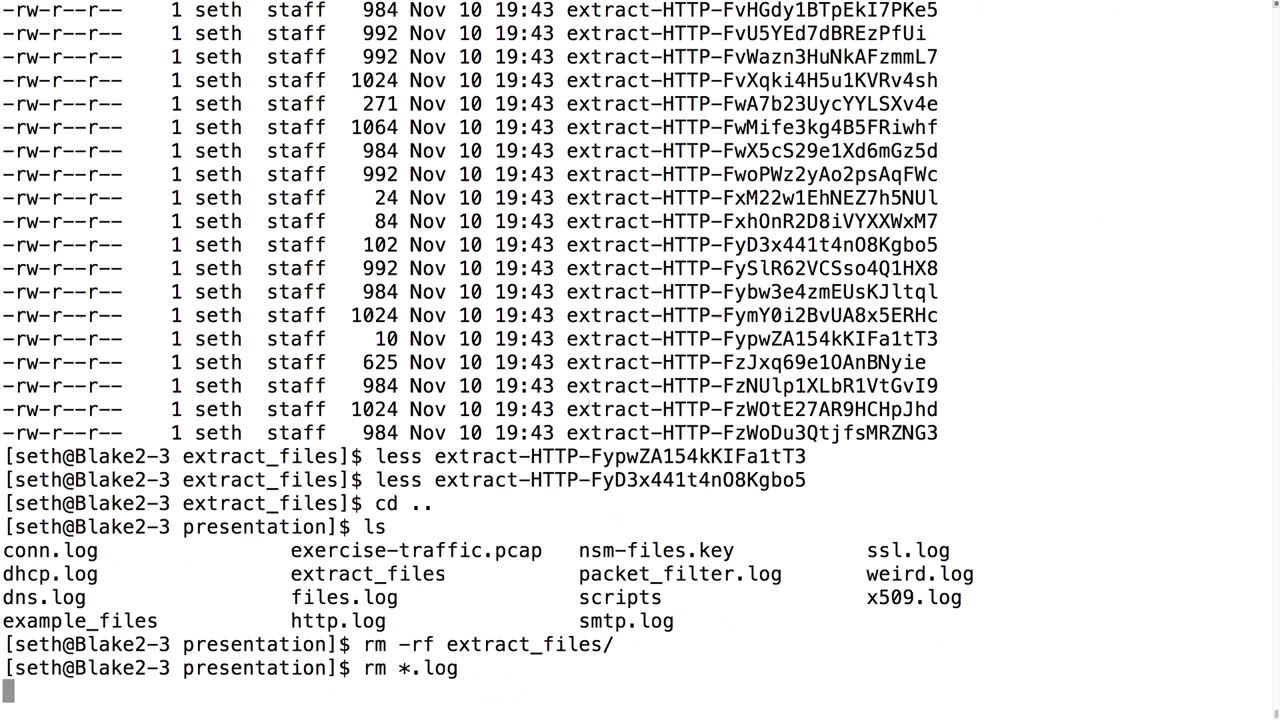 -rw-r--r-- 1 seth staff 984 Nov 10 19:43 extract-HTTP-FvHGdy1BTpEkI7PKe5
-rw-r--r-- 1 seth staff 992 Nov 10 19:43 extract-HTTP-FvU5YEd7dBREzPfUi
-rw-r--r-- 1 seth staff 992 Nov 10 19:43 extract-HTTP-FvWazn3HuNkAFzmmL7
-rw-r--r-- 1 seth staff 1024 Nov 10 19:43 extract-HTTP-FvXqki4H5u1KVRv4sh
-rw-r--r-- 1 seth staff 271 Nov 10 19:43 extract-HTTP-FwA7b23UycYYLSXv4e
-rw-r--r-- 1 seth staff 1064 Nov 10 19:43 extract-HTTP-FwMife3kg4B5FRiwhf
-rw-r--r-- 1 seth staff 984 Nov 10 19:43 extract-HTTP-FwX5cS29e1Xd6mGz5d
-rw-r--r-- 1 seth staff 992 Nov 10 19:43 extract-HTTP-FwoPWz2yAo2psAqFWc
-rw-r--r-- 1 seth staff 24 Nov 10 19:43 extract-HTTP-FxM22w1EhNEZ7h5NUl
-rw-r--r-- 1 seth staff 84 Nov 10 19:43 extract-HTTP-FxhOnR2D8iVYXXWxM7
-rw-r--r-- 1 seth staff 102 Nov 10 19:43 extract-HTTP-FyD3x441t4nO8Kgbo5
-rw-r--r-- 1 seth staff 992 Nov 10 19:43 extract-HTTP-FySlR62VCSso4Q1HX8
-rw-r--r-- 1 seth staff 984 Nov 10 19:43 extract-HTTP-Fybw3e4zmEUsKJltql
-rw-r--r-- 1 seth staff 1024 Nov 10 19:43 extract-HTTP-FymY0i2BvUA8x5ERHc
-rw-r--r-- 1 seth staff 10 Nov 10 19:43 extract-HTTP-FypwZA154kKIFa1tT3
-rw-r--r-- 1 seth staff 625 Nov 10 19:43 extract-HTTP-FzJxq69e1OAnBNyie
-rw-r--r-- 1 seth staff 984 Nov 10 19:43 extract-HTTP-FzNUlp1XLbR1VtGvI9
-rw-r--r-- 1 seth staff 1024 Nov 10 19:43 extract-HTTP-FzWOtE27AR9HCHpJhd
-rw-r--r-- 1 seth staff 984 Nov 10 19:43 extract-HTTP-FzWoDu3QtjfsMRZNG3
[seth@Blake2-3 extract_files]$ less extract-HTTP-FypwZA154kKIFa1tT3
[seth@Blake2-3 extract_files]$ less extract-HTTP-FyD3x441t4nO8Kgbo5
[seth@Blake2-3 extract_files]$ cd ..
[seth@Blake2-3 presentation]$ ls
conn.log exercise-traffic.pcap nsm-files.key ssl.log
dhcp.log extract_files packet_filter.log weird.log
dns.log files.log scripts x509.log
example_files http.log smtp.log
[seth@Blake2-3 presentation]$ rm -rf extract_files/
[seth@Blake2-3 presentation]$ rm *.log